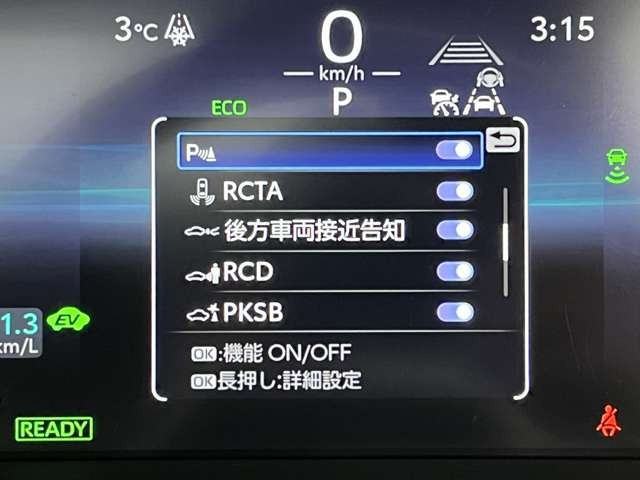 3°C
0
km/h
3:15
P
ECO
P
RCTA
後方車両接近告知
RCD
PKSB
OK:機能 ON/OFF
OK長押し:詳細設定
1.3
km/L
EV
READY